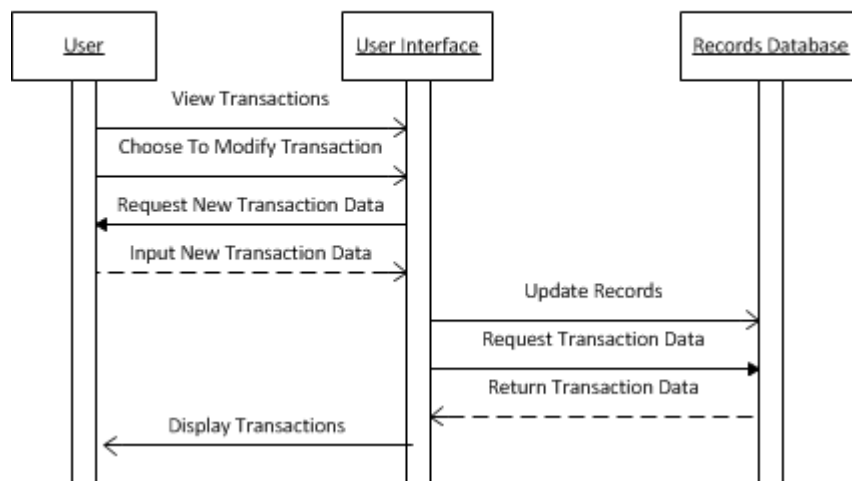 User
User Interface
Records Database
View Transactions
Choose To Modify Transaction
Request New Transaction Data
Input New Transaction Data
Update Records
Request Transaction Data
Return Transaction Data
Display Transactions